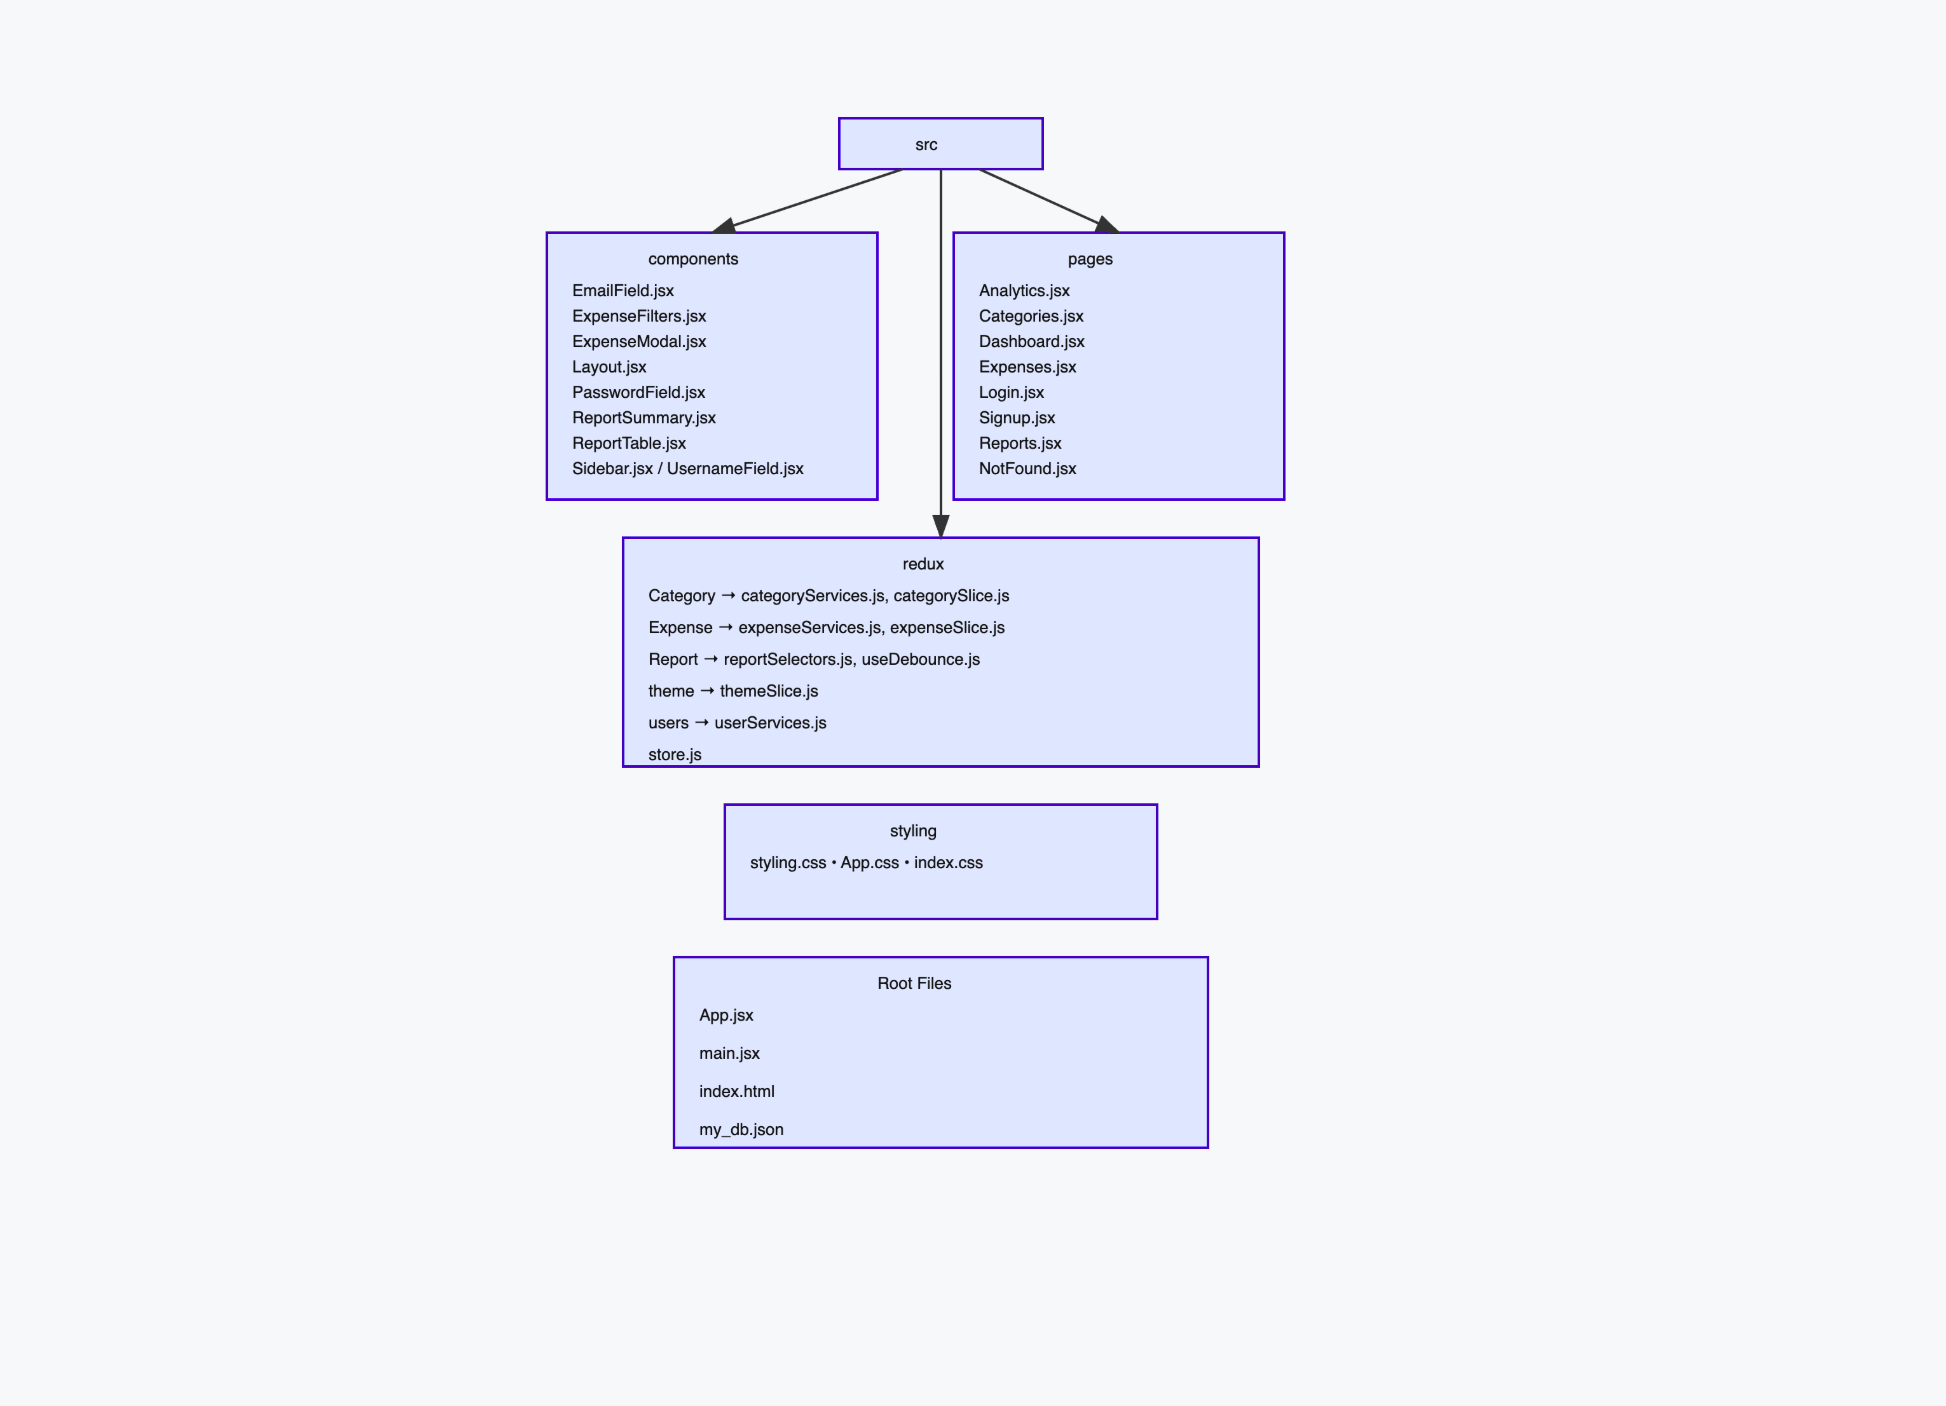 src
components
EmailField.jsx
ExpenseFilters.jsx
ExpenseModal.jsx
Layout.jsx
PasswordField.jsx
ReportSummary.jsx
ReportTable.jsx
Sidebar.jsx / UsernameField.jsx
pages
Analytics.jsx
Categories.jsx
Dashboard.jsx
Expenses.jsx
Login.jsx
Signup.jsx
Reports.jsx
NotFound.jsx
redux
Category → categoryServices.js, categorySlice.js
Expense → expenseServices.js, expenseSlice.js
Report → reportSelectors.js, useDebounce.js
theme → themeSlice.js
users → userServices.js
store.js
styling
styling.css • App.css • index.css
Root Files
App.jsx
main.jsx
index.html
my_db.json